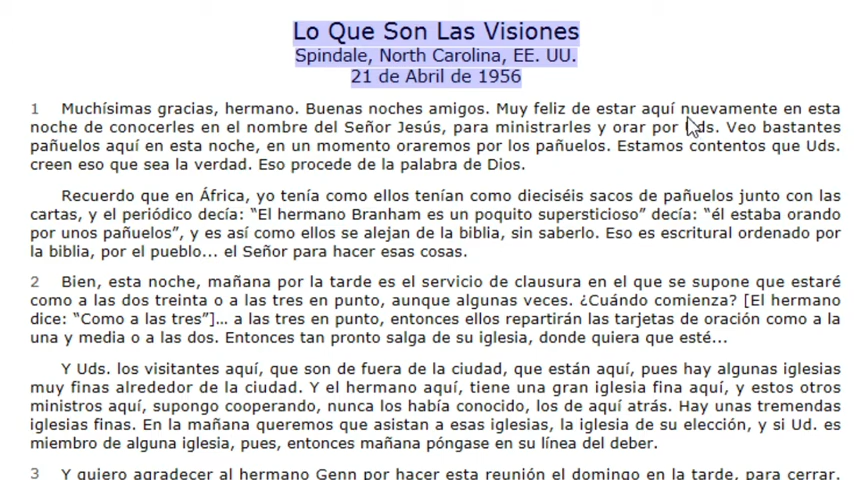 Lo Que Son Las Visiones
Spindale, North Carolina, EE. UU.
21 de Abril de 1956
1 Muchísimas gracias, hermano. Buenas noches amigos. Muy feliz de estar aquí nuevamente en esta
noche de conocerles en el nombre del Señor Jesús, para ministrarles y orar por Uds. Veo bastantes
pañuelos aquí en esta noche, en un momento oraremos por los pañuelos. Estamos contentos que Uds.
creen eso que sea la verdad. Eso procede de la palabra de Dios.
Recuerdo que en África, yo tenía como ellos tenían como dieciséis sacos de pañuelos junto con las
cartas, y el periódico decía: “El hermano Branham es un poquito supersticioso” decía: “él estaba orando
por unos pañuelos”, y es así como ellos se alejan de la biblia, sin saberlo. Eso es escritural ordenado por
la biblia, por el pueblo... el Señor para hacer esas cosas.
2 Bien, esta noche, mañana por la tarde es el servicio de clausura en el que se supone que estaré
como a las dos treinta o a las tres en punto, aunque algunas veces. ¿Cuándo comienza? [El hermano
dice: “Como a las tres”]... a las tres en punto, entonces ellos repartirán las tarjetas de oración como a la
una y media o a las dos. Entonces tan pronto salga de su iglesia, donde quiera que esté...
Y Uds. los visitantes aquí, que son de fuera de la ciudad, que están aquí, pues hay algunas iglesias
muy finas alrededor de la ciudad. Y el hermano aquí, tiene una gran iglesia fina aquí, y estos otros
ministros aquí, supongo cooperando, nunca los había conocido, los de aquí atrás. Hay unas tremendas
iglesias finas. En la mañana queremos que asistan a esas iglesias, la iglesia de su elección, y si Ud. es
miembro de alguna iglesia, pues, entonces mañana póngase en su línea del deber.
3 Y quiero agradecer al hermano Genn por hacer esta reunión el domingo en la tarde, para cerrar.